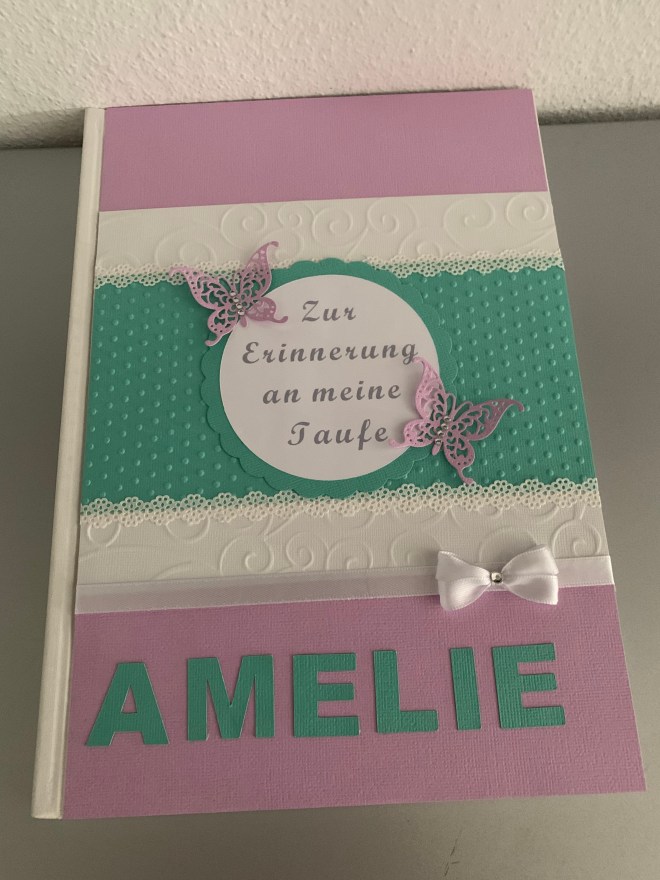 Zur
Erinnerung
an meine
Taufe
AMELIE